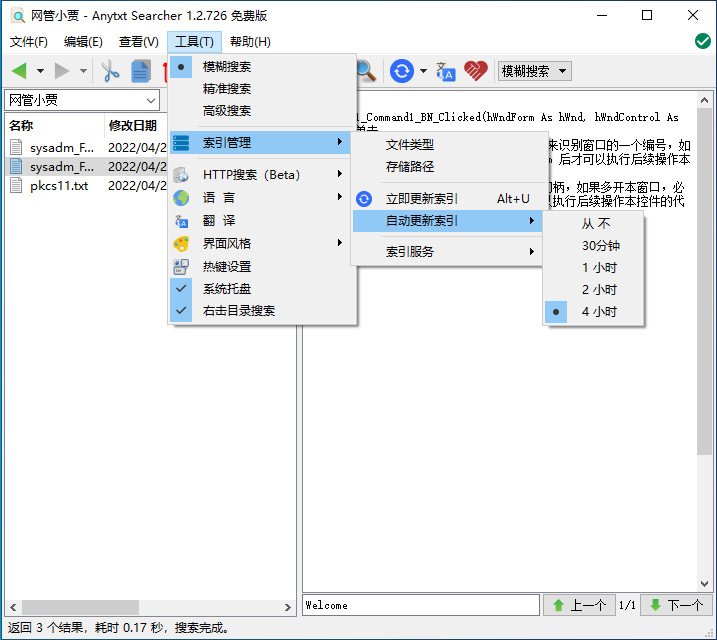 网管小贾 - Anytxt Searcher 1.2.726 免费版
文件(F) 编辑(E) 查看(V) 工具(T) 帮助(H)
模糊搜索
网管小贾
名称 修改日期
sysadm_F... 2022/04/2
sysadm_F... 2022/04/2
pkcs11.txt 2022/04/2
模糊搜索
精准搜索
高级搜索
索引管理
HTTP搜索（Beta）
语 言
翻 译
界面风格
热键设置
系统托盘
右击目录搜索
文件类型
存储路径
立即更新索引 Alt+U
自动更新索引
索引服务
从 不
30分钟
1 小时
2 小时
4 小时
1_Command1_BN_Clicked(hWndForm As hWnd, hWndControl As
单击
来识别窗口的一个编号，如
后才可以执行后续操作本
句柄，如果多开本窗口，必
以执行后续操作本控件的代
Welcome
上一个 1/1 下一个
返回 3 个结果，耗时 0.17 秒，搜索完成。